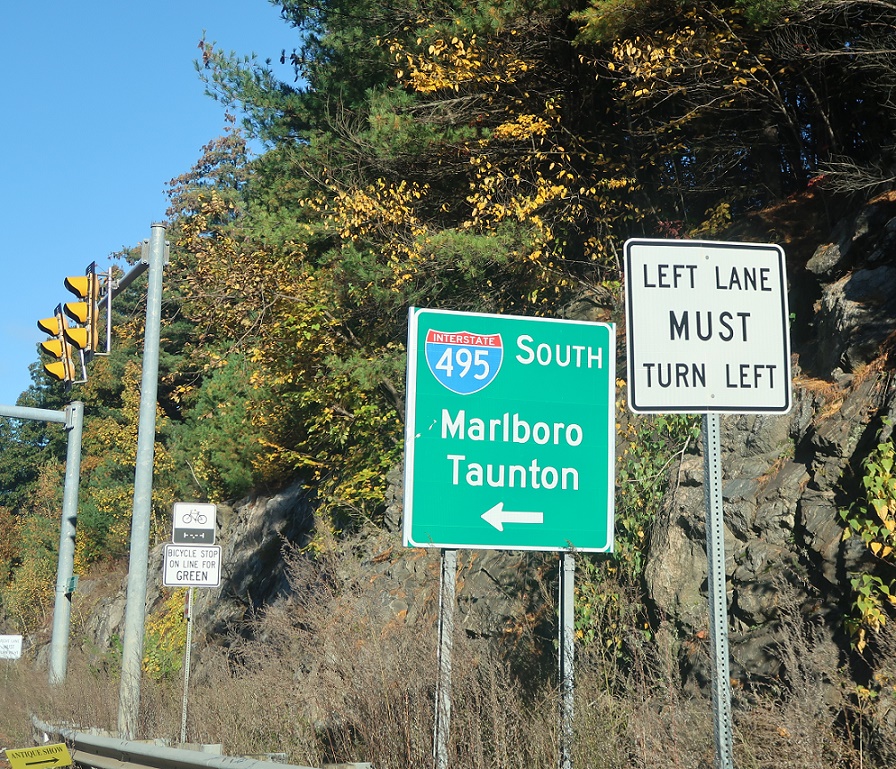 INTERSTATE
495 SOUTH
Marlboro
Taunton
LEFT LANE
MUST
TURN LEFT
BICYCLE STOP
ON LINE FOR
GREEN
ANTIQUE SHOW